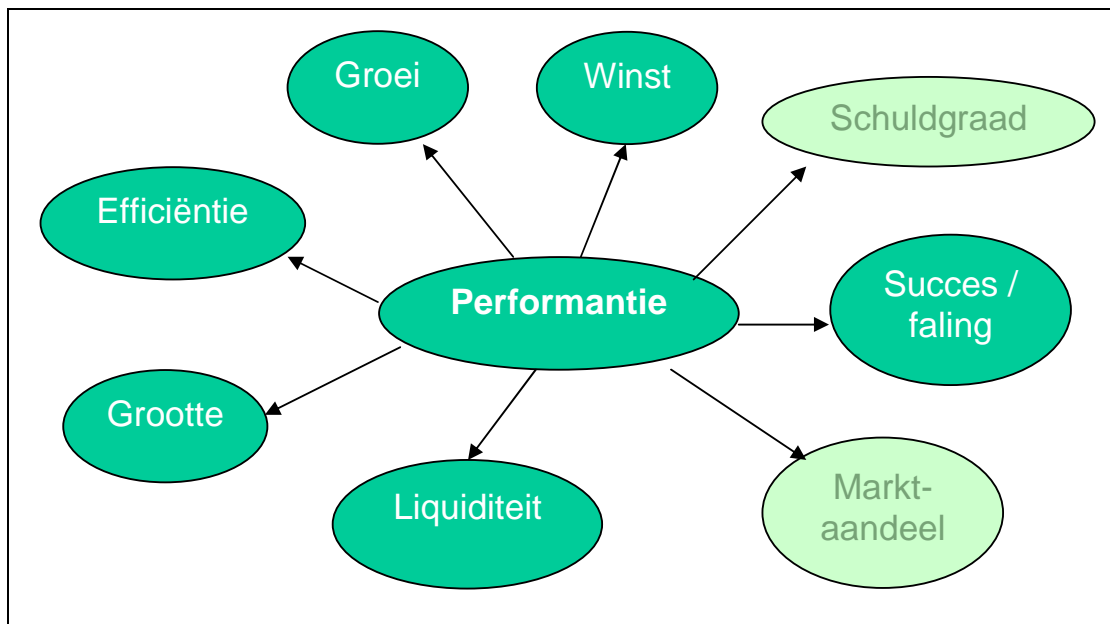 Groei
Winst
Schuldgraad
Efficiëntie
Performantie
Succes /
faling
Grootte
Liquiditeit
Markt-
aandeel